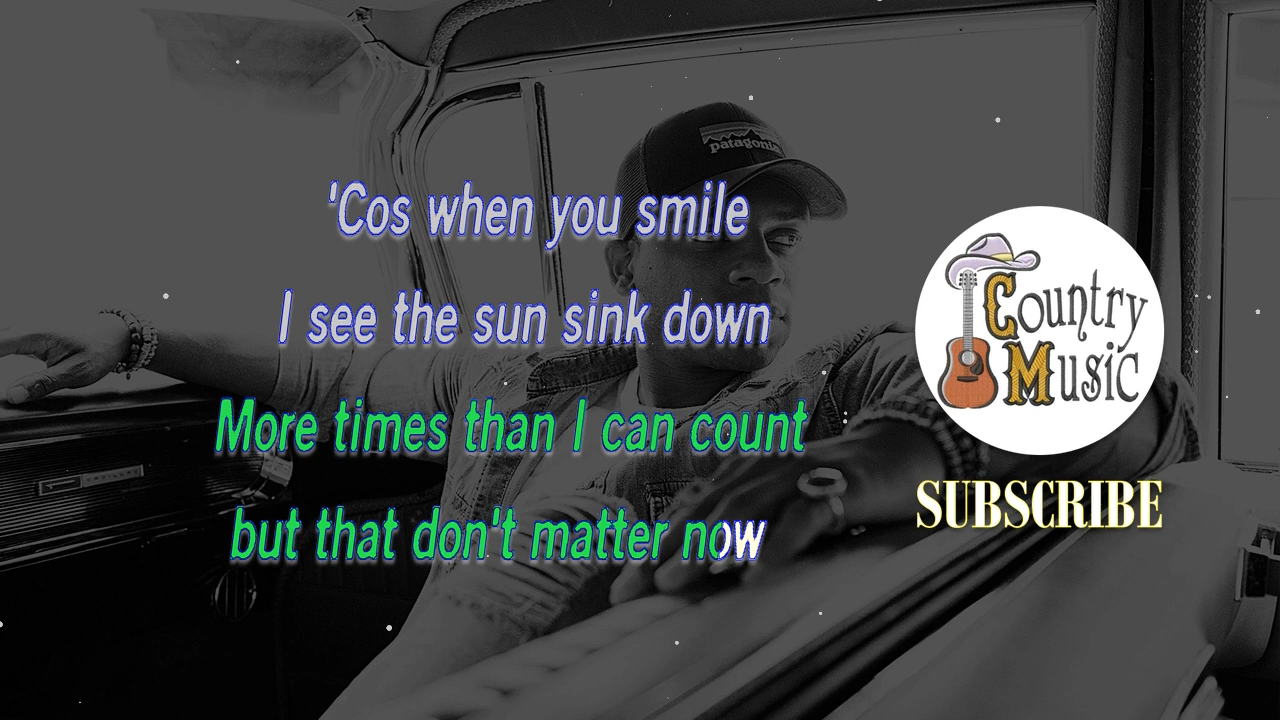 patagonia
'Cos when you smile
I see the sun sink down
More times than I can count
but that don't matter now
Country
Music
SUBSCRIBE